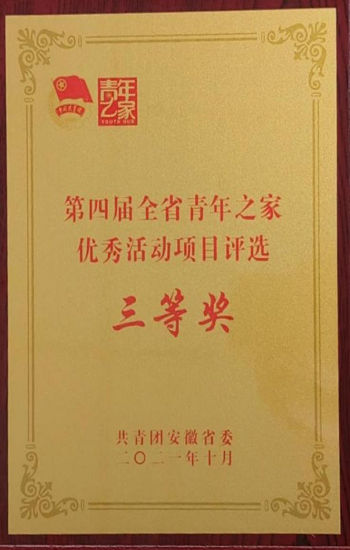 青年
之家
YOUTH HUB
第四届全省青年之家
优秀活动项目评选
三等奖
共青团安徽省委
二〇二一年十月